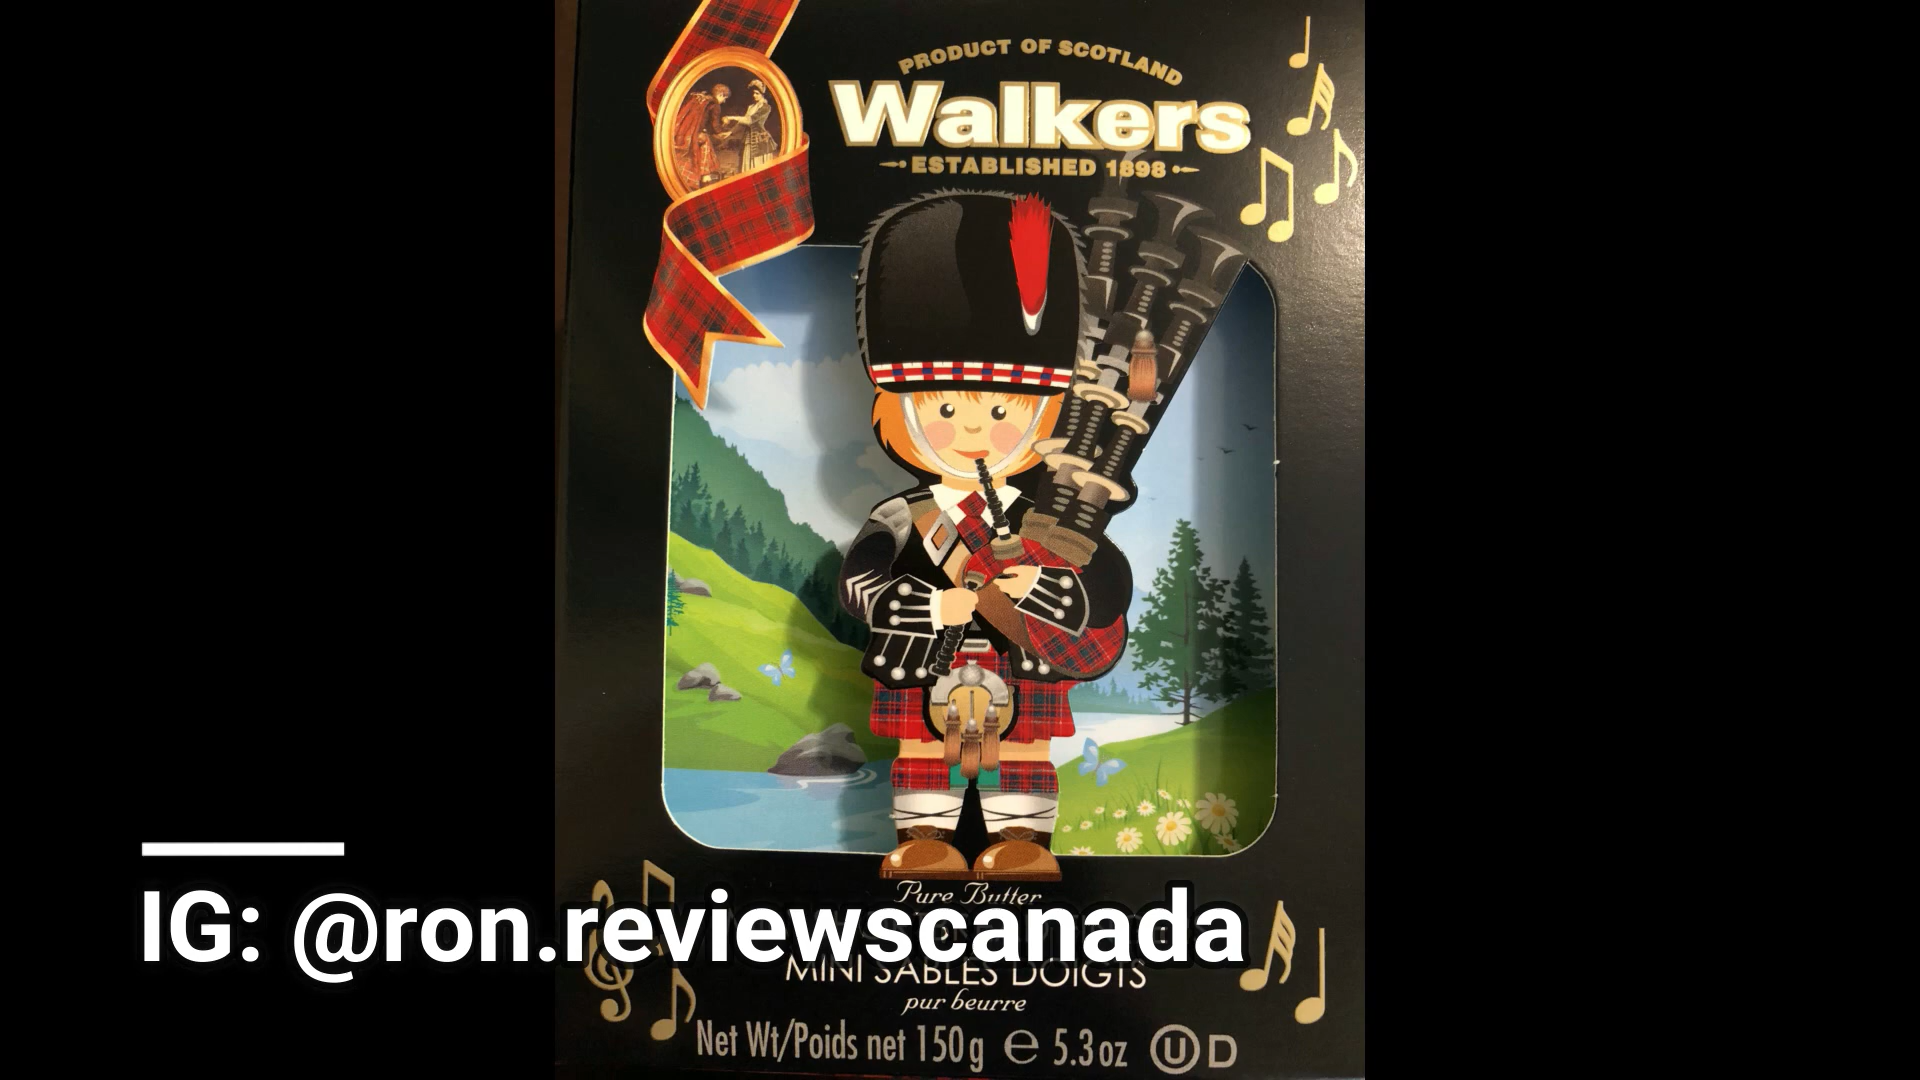 PRODUCT OF SCOTLAND
Walkers
ESTABLISHED 1898
Pure Butter
IG: @ron.reviewscanada
MINI SABLES DOIGTS
pur beurre
Net Wt/Poids net 150g e 5.3oz U D